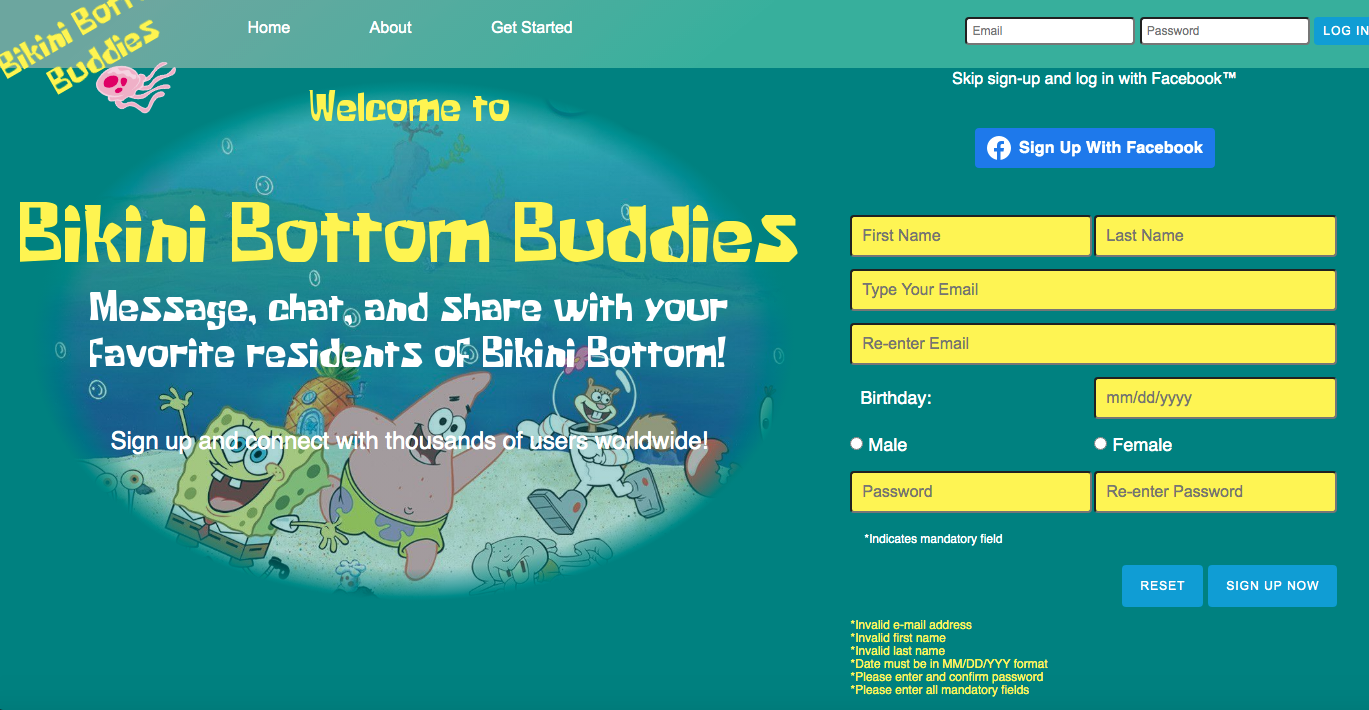 Bikini Bott
Buddies
Home
About
Get Started
Email
Password
LOG IN
Skip sign-up and log in with Facebook™
Sign Up With Facebook
Welcome to
Bikini Bottom Buddies
Message, chat, and share with your
favorite residents of Bikini Bottom!
Sign up and connect with thousands of users worldwide!
First Name
Last Name
Type Your Email
Re-enter Email
Birthday:
mm/dd/yyyy
Male
Female
Password
Re-enter Password
*Indicates mandatory field
RESET
SIGN UP NOW
*Invalid e-mail address
*Invalid first name
*Invalid last name
*Date must be in MM/DD/YYY format
*Please enter and confirm password
*Please enter all mandatory fields